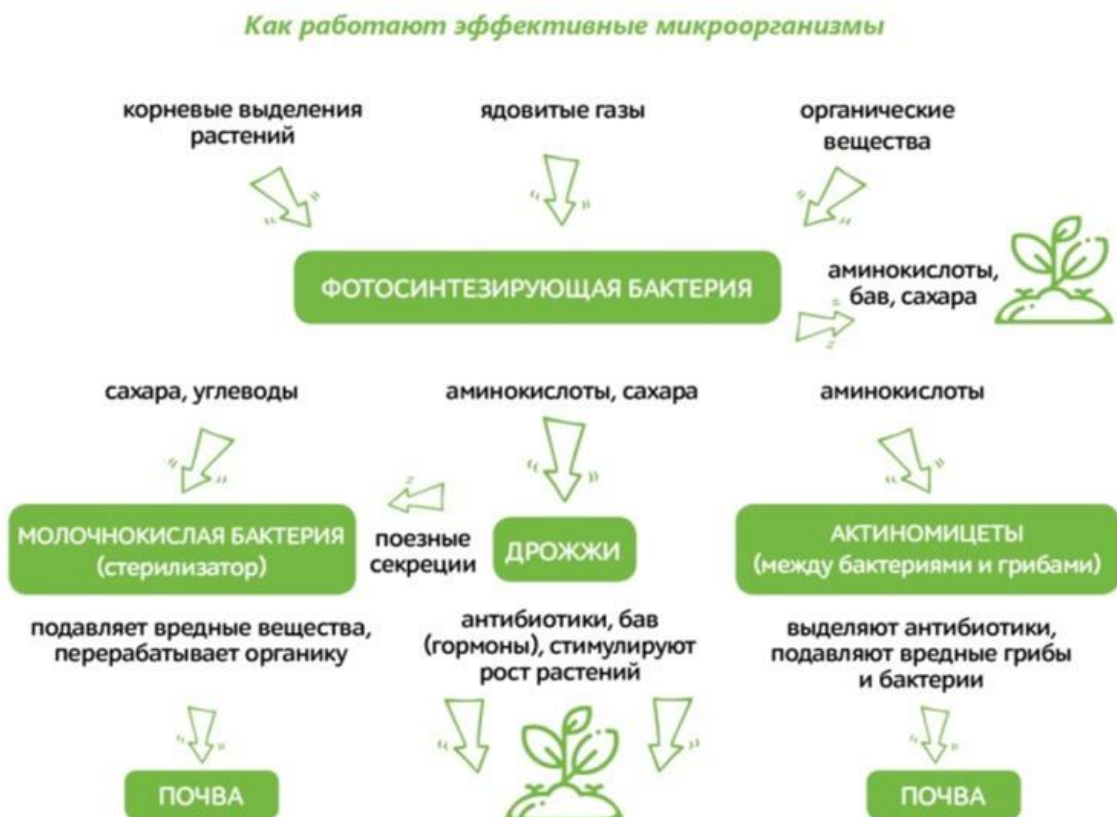 Как работают эффективные микроорганизмы
корневые выделения
растений
ядовитые газы
органические
вещества
ФОТОСИНТЕЗИРУЮЩАЯ БАКТЕРИЯ
аминокислоты,
бав, сахара
сахара, углеводы
аминокислоты, сахара
аминокислоты
МОЛОЧНОКИСЛАЯ БАКТЕРИЯ
(стерилизатор)
поезные
секреции
ДРОЖЖИ
АКТИНОМИЦЕТЫ
(между бактериями и грибами)
подавляет вредные вещества,
перерабатывает органику
антибиотики, бав
(гормоны), стимулируют
рост растений
выделяют антибиотики,
подавляют вредные грибы
и бактерии
ПОЧВА
ПОЧВА